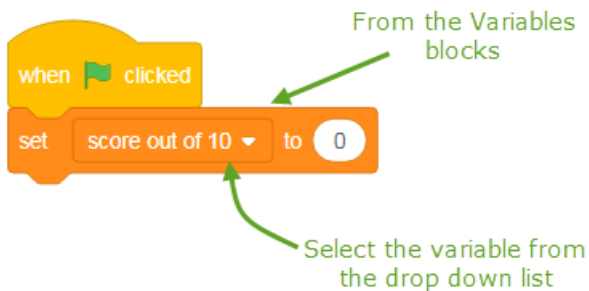 From the Variables
blocks
when clicked
set score out of 10 to 0
Select the variable from
the drop down list